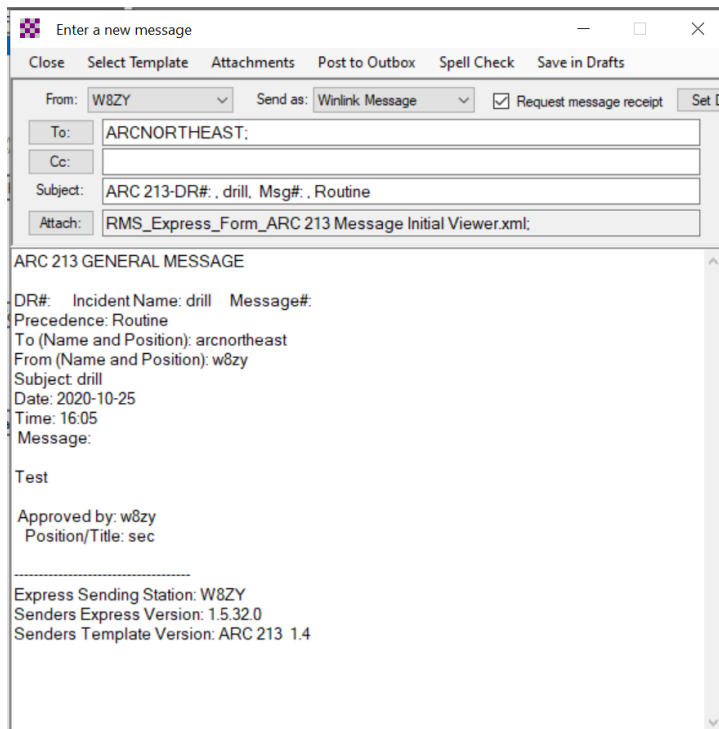 Enter a new message
Close Select Template Attachments Post to Outbox Spell Check Save in Drafts
From: W8ZY Send as: Winlink Message Request message receipt Set
To: ARCNORTHEAST;
Cc:
Subject: ARC 213-DR#: , drill, Msg#: , Routine
Attach: RMS_Express_Form_ARC 213 Message Initial Viewer.xml;
ARC 213 GENERAL MESSAGE
DR#: Incident Name: drill Message#:
Precedence: Routine
To (Name and Position): arcnortheast
From (Name and Position): w8zy
Subject: drill
Date: 2020-10-25
Time: 16:05
Message:
Test
Approved by: w8zy
Position/Title: sec
------------------------------------
Express Sending Station: W8ZY
Senders Express Version: 1.5.32.0
Senders Template Version: ARC 213 1.4